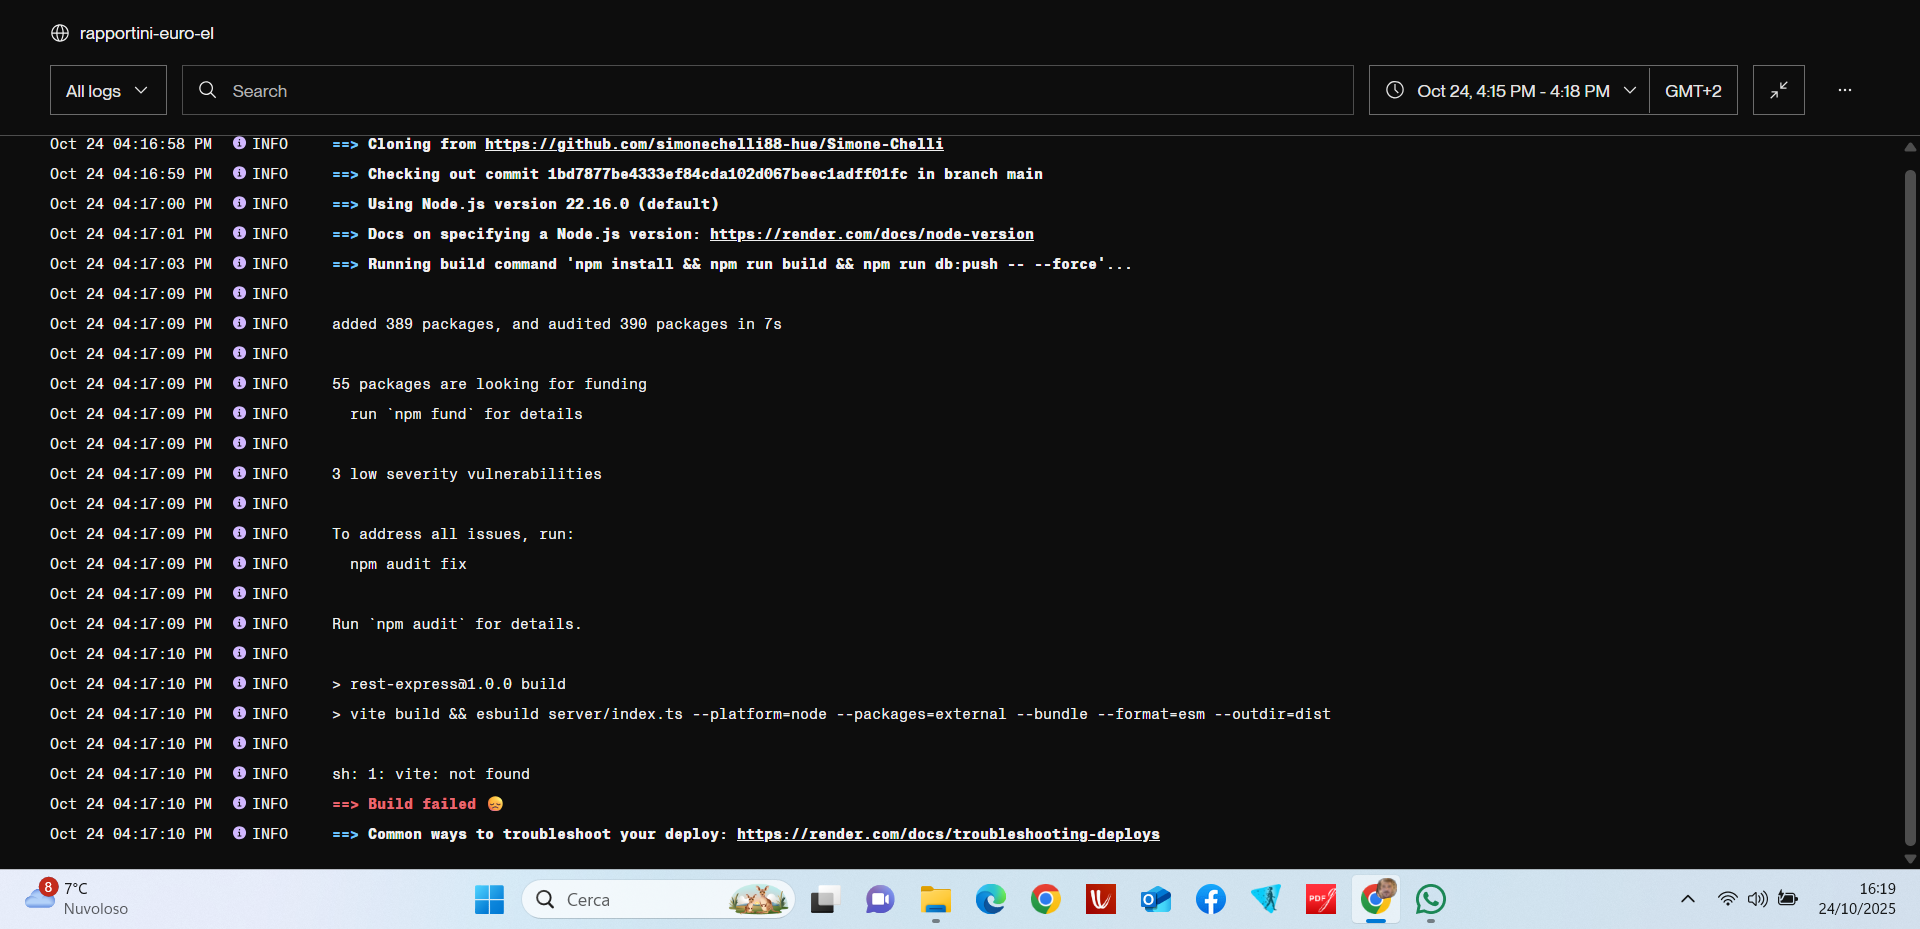 rapportini-euro-el
All logs
Search
Oct 24, 4:15 PM - 4:18 PM
GMT+2
Oct 24 04:16:58 PM INFO ==> Cloning from https://github.com/simonechelli88-hue/Simone-Chelli
Oct 24 04:16:59 PM INFO ==> Checking out commit 1bd7877be4333ef84cda102d067beec1adff01fc in branch main
Oct 24 04:17:00 PM INFO ==> Using Node.js version 22.16.0 (default)
Oct 24 04:17:01 PM INFO ==> Docs on specifying a Node.js version: https://render.com/docs/node-version
Oct 24 04:17:03 PM INFO ==> Running build command 'npm install && npm run build && npm run db:push -- --force'...
Oct 24 04:17:09 PM INFO
Oct 24 04:17:09 PM INFO added 389 packages, and audited 390 packages in 7s
Oct 24 04:17:09 PM INFO
Oct 24 04:17:09 PM INFO 55 packages are looking for funding
Oct 24 04:17:09 PM INFO run `npm fund` for details
Oct 24 04:17:09 PM INFO
Oct 24 04:17:09 PM INFO 3 low severity vulnerabilities
Oct 24 04:17:09 PM INFO
Oct 24 04:17:09 PM INFO To address all issues, run:
Oct 24 04:17:09 PM INFO npm audit fix
Oct 24 04:17:09 PM INFO
Oct 24 04:17:09 PM INFO Run `npm audit` for details.
Oct 24 04:17:10 PM INFO
Oct 24 04:17:10 PM INFO > rest-express@1.0.0 build
Oct 24 04:17:10 PM INFO > vite build && esbuild server/index.ts --platform=node --packages=external --bundle --format=esm --outdir=dist
Oct 24 04:17:10 PM INFO
Oct 24 04:17:10 PM INFO sh: 1: vite: not found
Oct 24 04:17:10 PM INFO ==> Build failed 😞
Oct 24 04:17:10 PM INFO ==> Common ways to troubleshoot your deploy: https://render.com/docs/troubleshooting-deploys
8
7°C
Nuvoloso
Cerca
PDF
16:19
24/10/2025